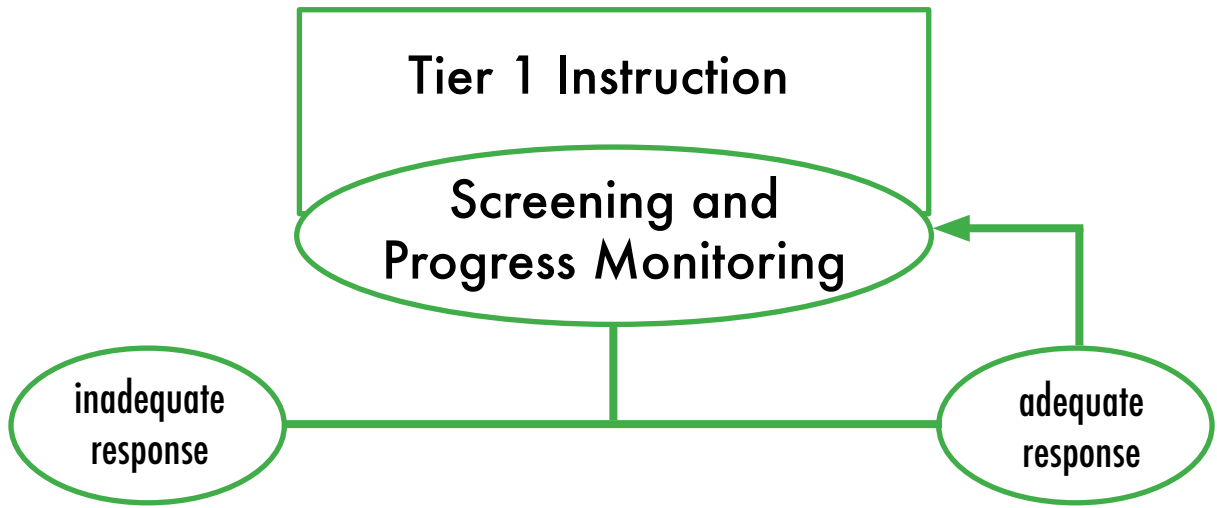 Tier 1 Instruction
Screening and
Progress Monitoring
inadequate
response
adequate
response